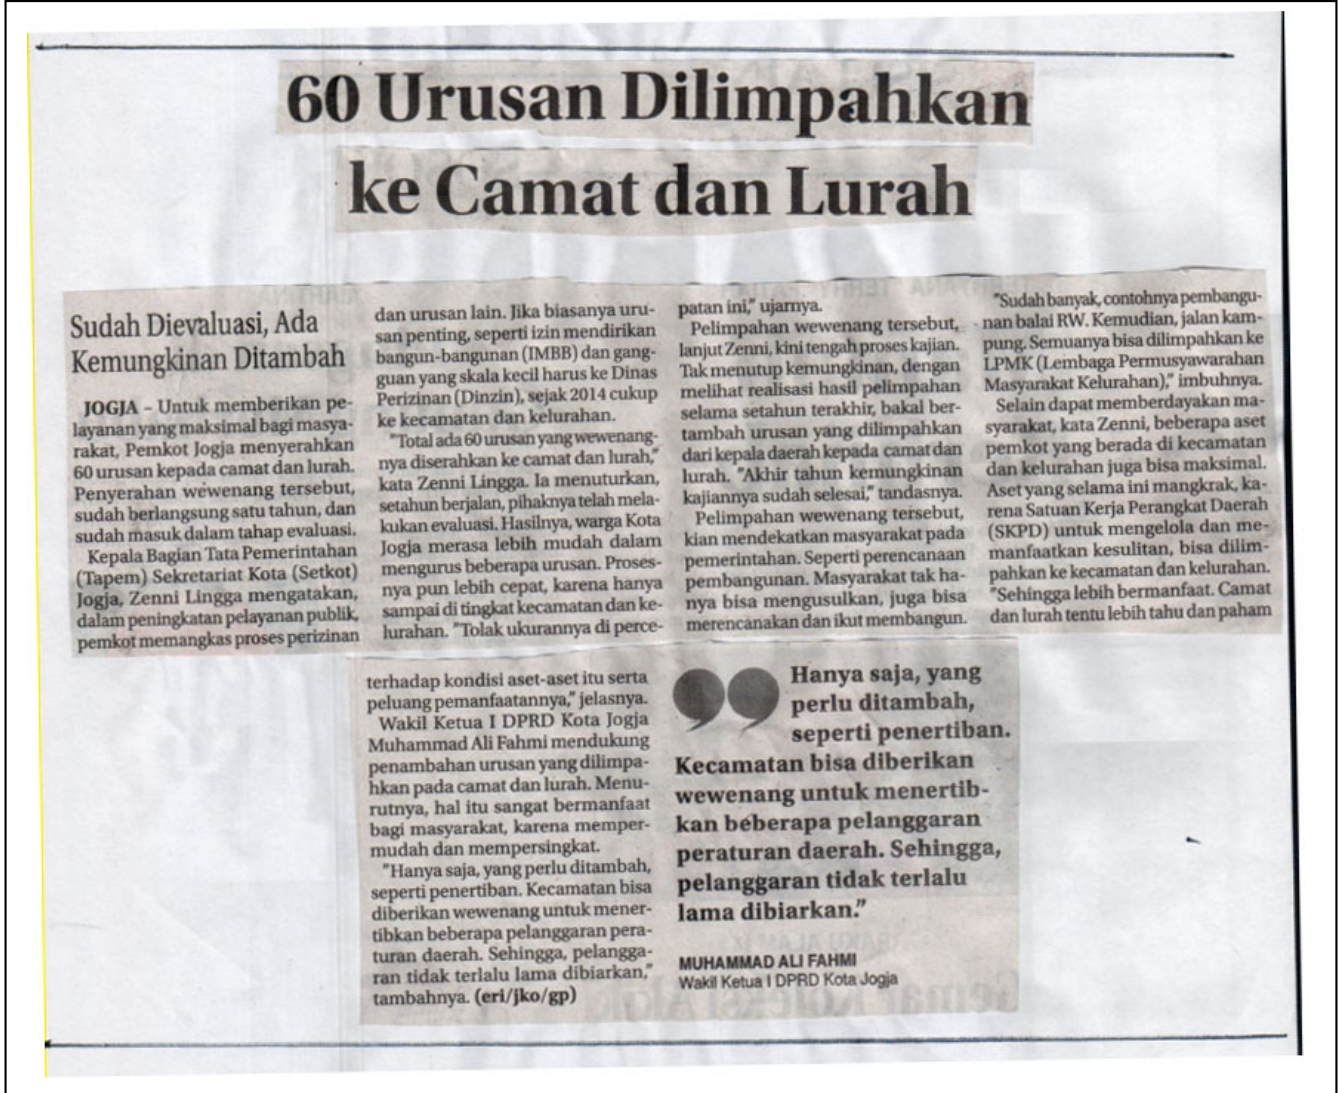 60 Urusan Dilimpahkan
ke Camat dan Lurah
Sudah Dievaluasi, Ada
Kemungkinan Ditambah
JOGJA – Untuk memberikan pe-
layanan yang maksimal bagi masya-
rakat, Pemkot Jogja menyerahkan
60 urusan kepada camat dan lurah.
Penyerahan wewenang tersebut,
sudah berlangsung satu tahun, dan
sudah masuk dalam tahap evaluasi.
Kepala Bagian Tata Pemerintahan
(Tapem) Sekretariat Kota (Setkot)
Jogja, Zenni Lingga mengatakan,
dalam peningkatan pelayanan publik,
pemkot memangkas proses perizinan
dan urusan lain. Jika biasanya uru-
san penting, seperti izin mendirikan
bangun-bangunan (IMBB) dan gang-
guan yang skala kecil harus ke Dinas
Perizinan (Dinzin), sejak 2014 cukup
ke kecamatan dan kelurahan.
"Total ada 60 urusan yang wewenang-
nya diserahkan ke camat dan lurah,"
kata Zenni Lingga. Ia menuturkan,
setahun berjalan, pihaknya telah mela-
kukan evaluasi. Hasilnya, warga Kota
Jogja merasa lebih mudah dalam
mengurus beberapa urusan. Proses-
nya pun lebih cepat, karena hanya
sampai di tingkat kecamatan dan ke-
lurahan. "Tolak ukurannya di perce-
patan ini," ujarnya.
Pelimpahan wewenang tersebut,
lanjut Zenni, kini tengah proses kajian.
Tak menutup kemungkinan, dengan
melihat realisasi hasil pelimpahan
selama setahun terakhir, bakal ber-
tambah urusan yang dilimpahkan
dari kepala daerah kepada camat dan
lurah. "Akhir tahun kemungkinan
kajiannya sudah selesai," tandasnya.
Pelimpahan wewenang tersebut,
kian mendekatkan masyarakat pada
pemerintahan. Seperti perencanaan
pembangunan. Masyarakat tak ha-
nya bisa mengusulkan, juga bisa
merencanakan dan ikut membangun.
"Sudah banyak, contohnya pembangu-
nan balai RW. Kemudian, jalan kam-
pung. Semuanya bisa dilimpahkan ke
LPMK (Lembaga Permusyawarahan
Masyarakat Kelurahan)," imbuhnya.
Selain dapat memberdayakan ma-
syarakat, kata Zenni, beberapa aset
pemkot yang berada di kecamatan
dan kelurahan juga bisa maksimal.
Aset yang selama ini mangkrak, ka-
rena Satuan Kerja Perangkat Daerah
(SKPD) untuk mengelola dan me-
manfaatkan kesulitan, bisa dilim-
pahkan ke kecamatan dan kelurahan.
"Sehingga lebih bermanfaat. Camat
dan lurah tentu lebih tahu dan paham
terhadap kondisi aset-aset itu serta
peluang pemanfaatannya," jelasnya.
Wakil Ketua I DPRD Kota Jogja
Muhammad Ali Fahmi mendukung
penambahan urusan yang dilimpa-
hkan pada camat dan lurah. Menu-
rutnya, hal itu sangat bermanfaat
bagi masyarakat, karena memper-
mudah dan mempersingkat.
"Hanya saja, yang perlu ditambah,
seperti penertiban. Kecamatan bisa
diberikan wewenang untuk mener-
tibkan beberapa pelanggaran pera-
turan daerah. Sehingga, pelangga-
ran tidak terlalu lama dibiarkan,"
tambahnya. (eri/jko/gp)
Hanya saja, yang
perlu ditambah,
seperti penertiban.
Kecamatan bisa diberikan
wewenang untuk menertib-
kan beberapa pelanggaran
peraturan daerah. Sehingga,
pelanggaran tidak terlalu
lama dibiarkan."
MUHAMMAD ALI FAHMI
Wakil Ketua I DPRD Kota Jogja